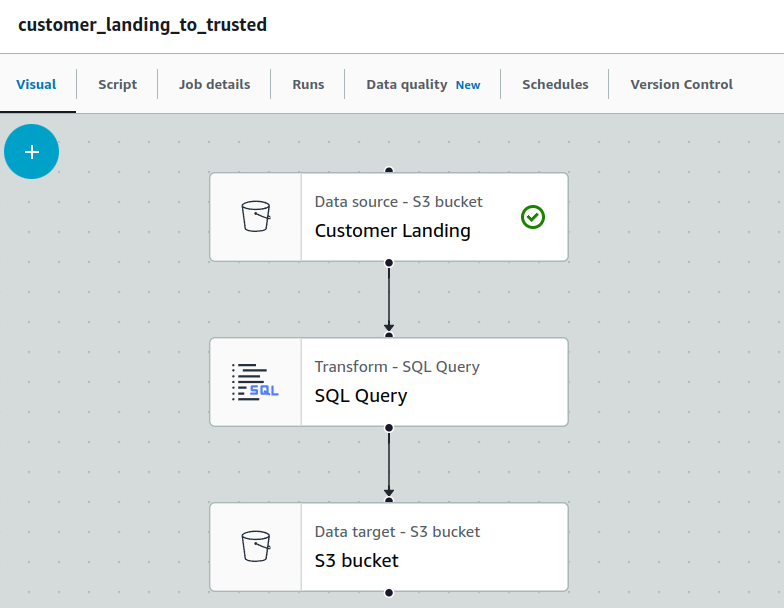 customer_landing_to_trusted
Visual Script Job details Runs Data quality New Schedules Version Control
Data source - S3 bucket
Customer Landing
Transform - SQL Query
SQL
SQL Query
Data target - S3 bucket
S3 bucket